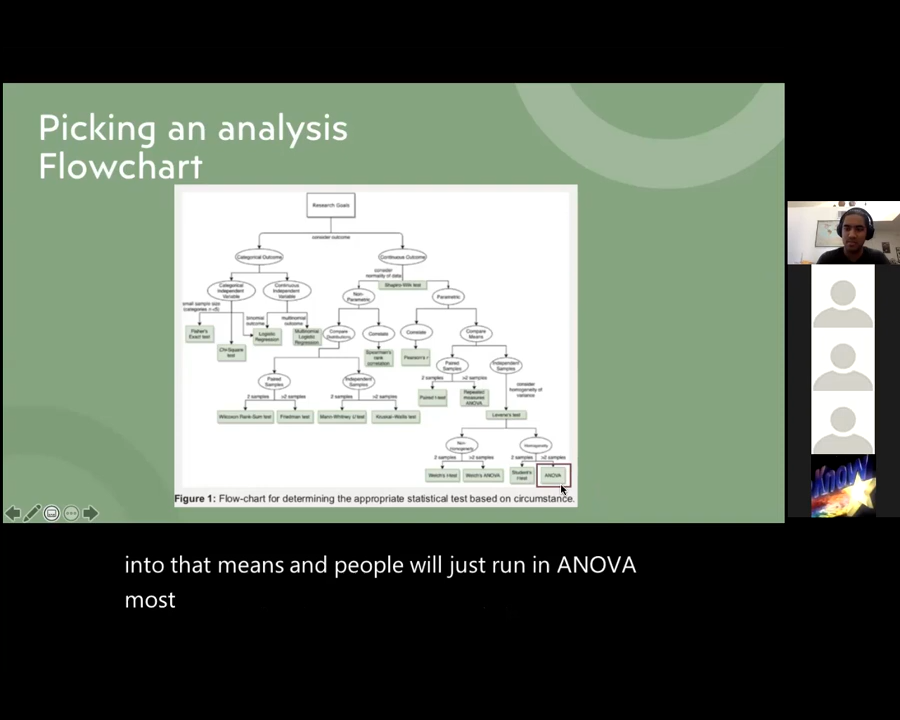 Picking an analysis
Flowchart
Research Goals
consider outcome
Categorical Outcome
Continuous Outcome
consider
normality of data
Shapiro-Wilk test
Categorical
Independent
Variable
Continuous
Independent
Variable
Non-
Parametric
Parametric
small sample size
binomial
outcome
multinomial
outcome
Fisher's
Exact test
Chi-Square
test
Logistic
Regression
Multinomial
Logistic
Regression
Compare
Distributions
Correlate
Correlate
Compare
Means
Spearman's
rank
correlation
Pearson's r
Paired
Samples
Independent
Samples
2 samples
>2 samples
Paired t-test
Repeated
measures
ANOVA
consider
homogeneity of
variance
Paired
Samples
Independent
Samples
2 samples
>2 samples
2 samples
>2 samples
Wilcoxon Rank-Sum test
Friedman test
Mann-Whitney U test
Kruskal-Wallis test
Levene's test
Non
Homogeneity
Homogeneity
2 samples
>2 samples
2 samples
>2 samples
Welch's t-test
Welch's ANOVA
Student's
t-test
ANOVA
Figure 1: Flow-chart for determining the appropriate statistical test based on circumstance.
Know
into that means and people will just run in ANOVA
most